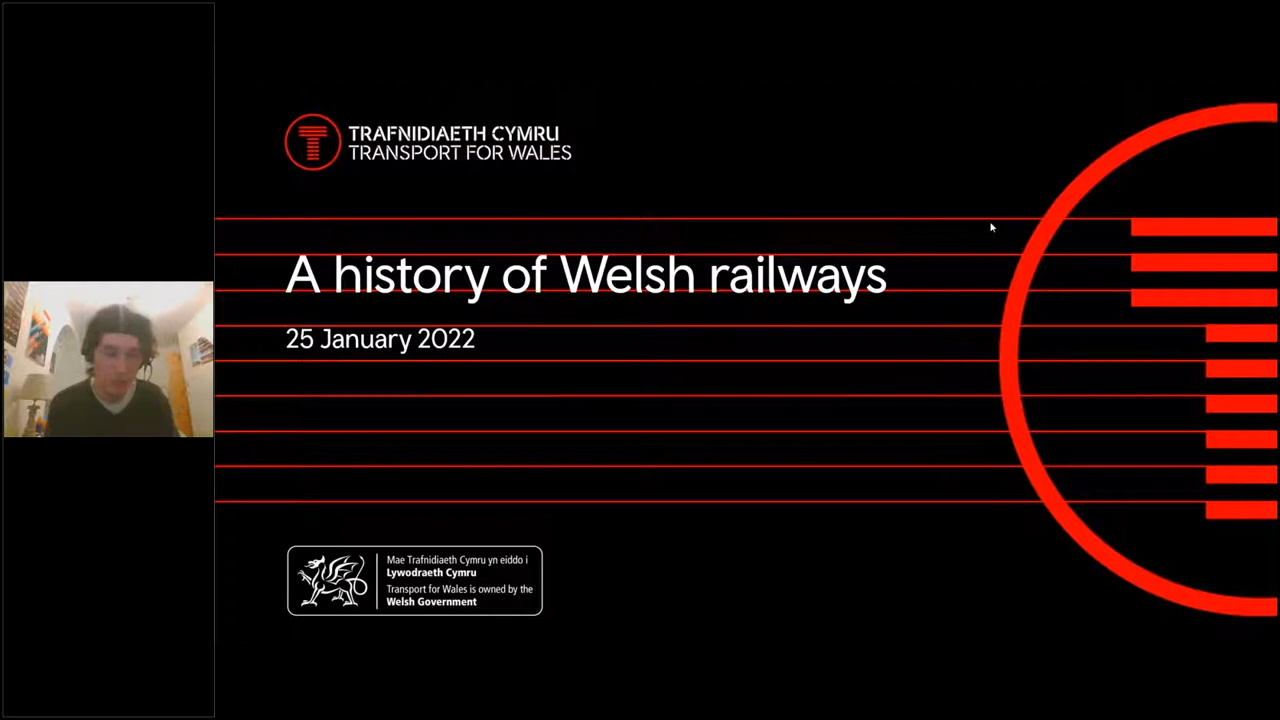 TRAFNIDIAETH CYMRU
TRANSPORT FOR WALES
A history of Welsh railways
25 January 2022
Mae Trafnidiaeth Cymru yn eiddo i
Lywodraeth Cymru
Transport for Wales is owned by the
Welsh Government